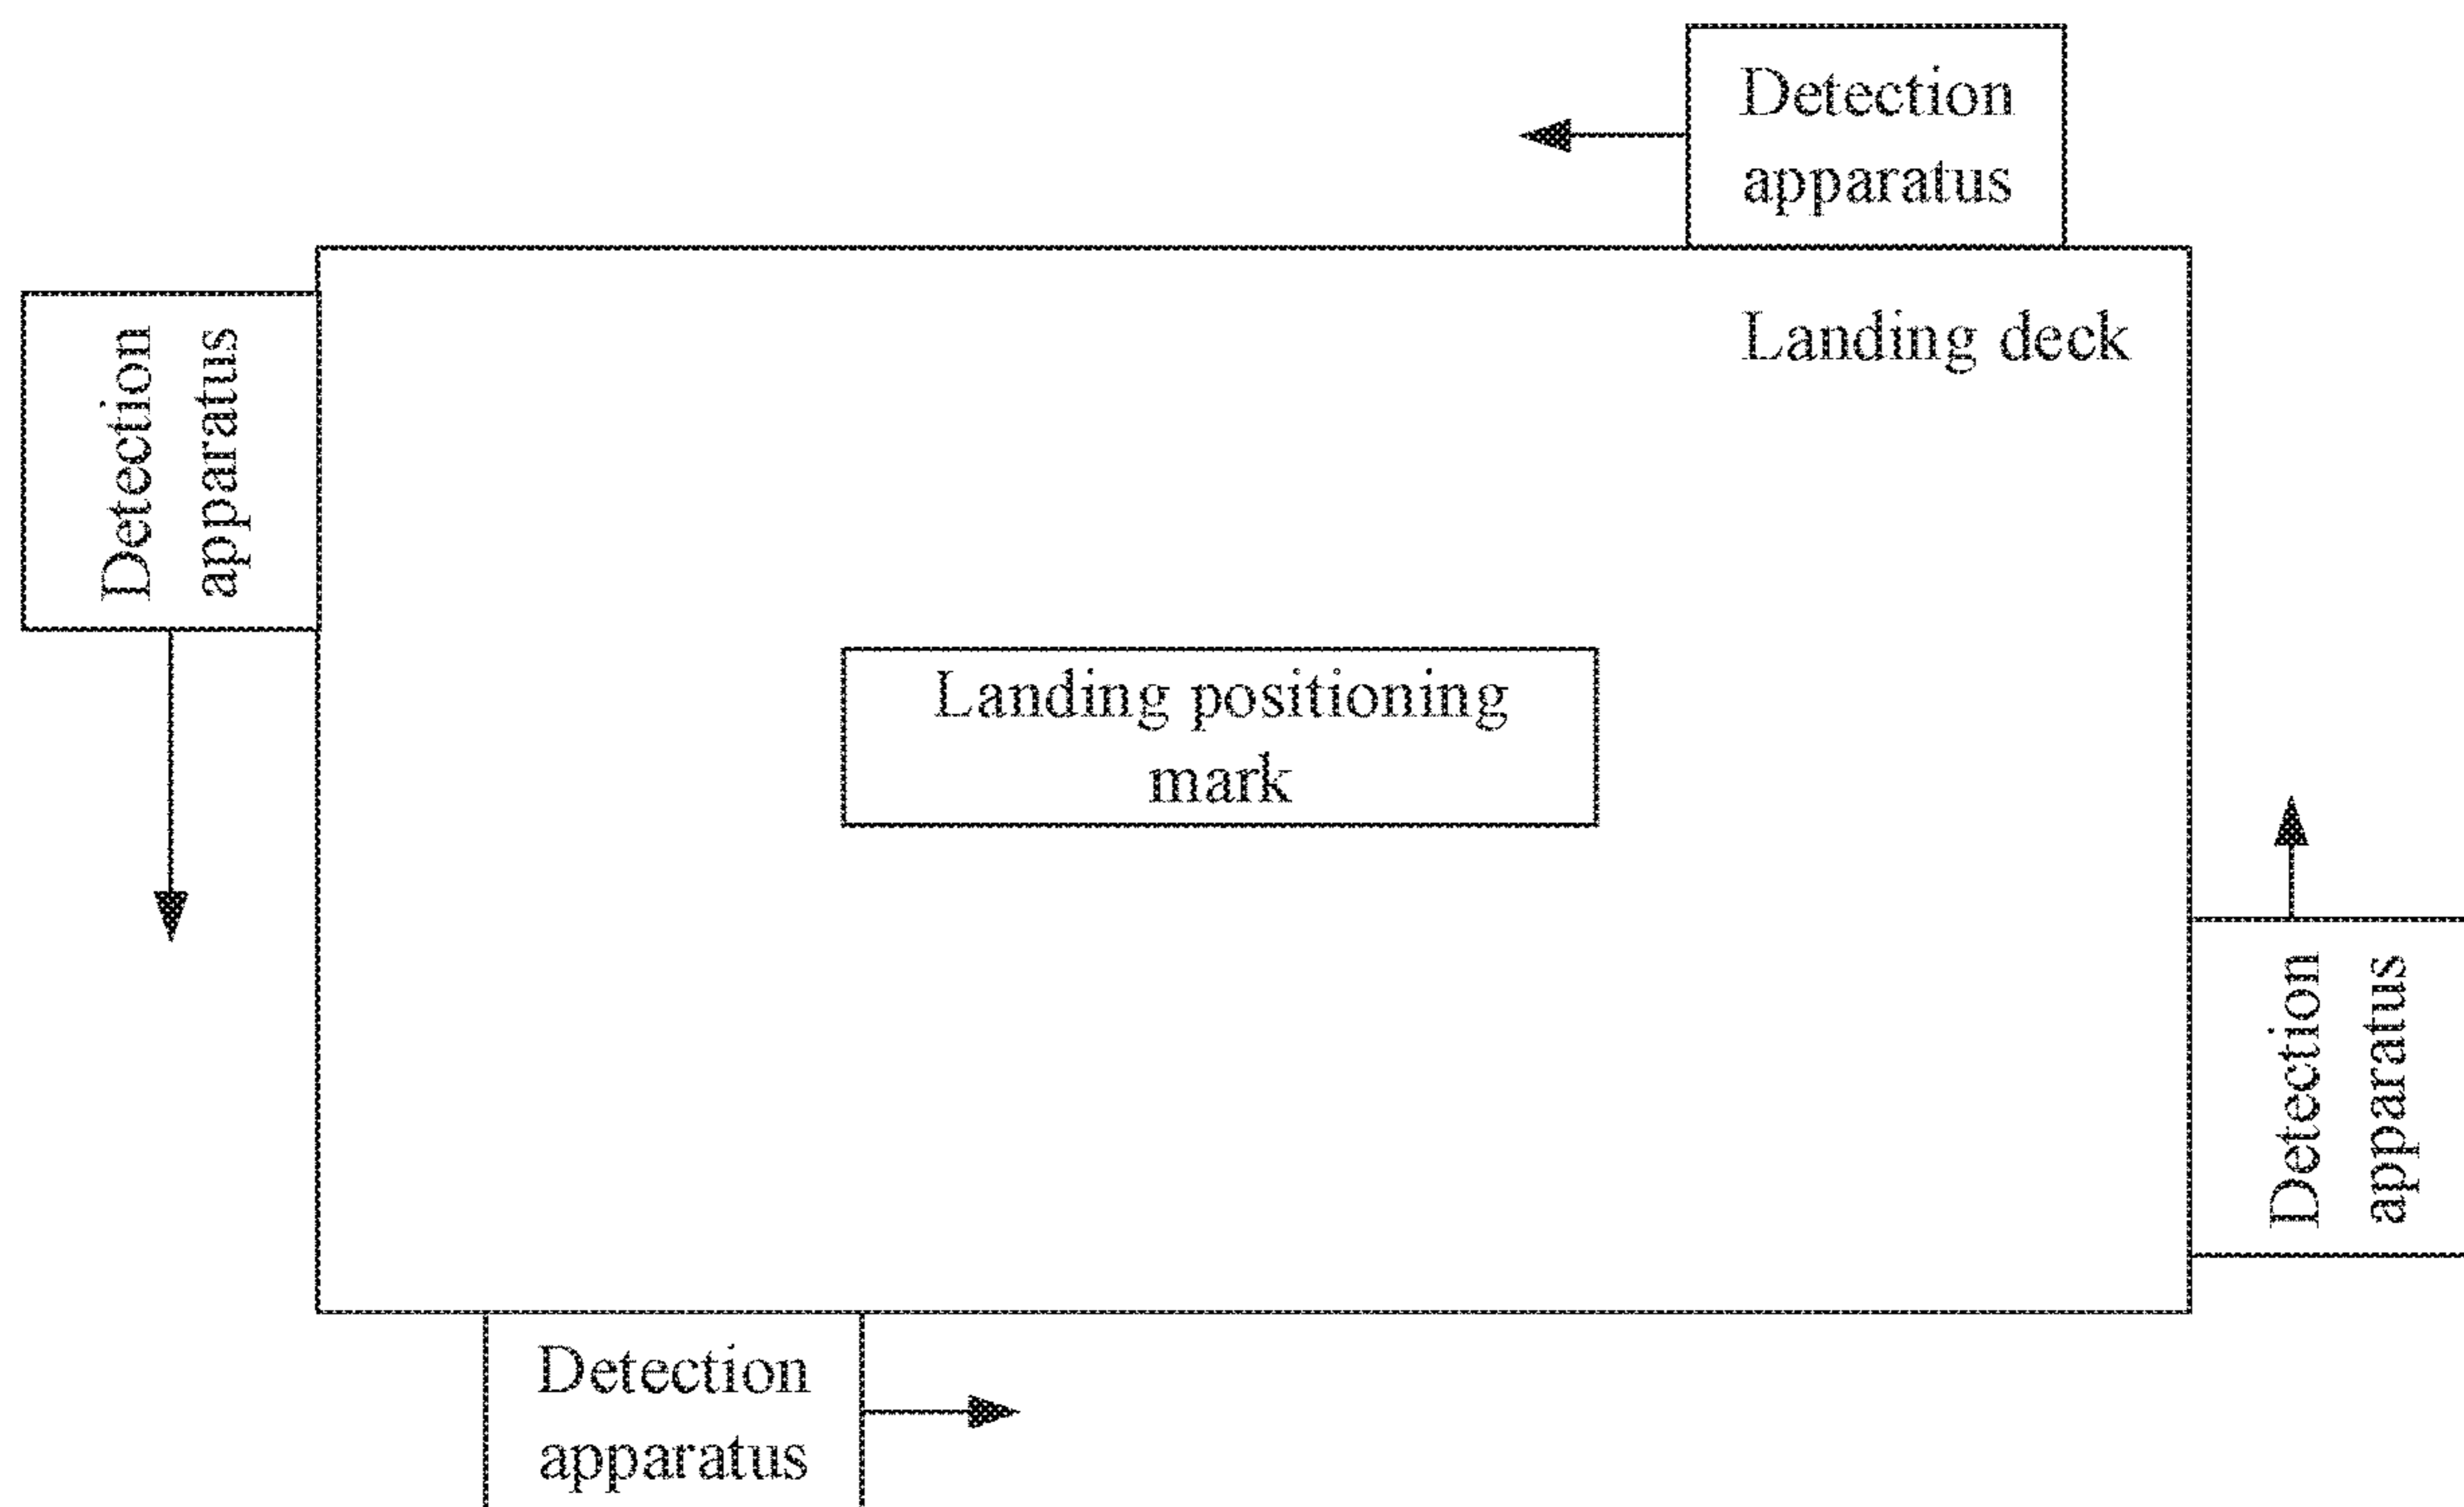 Detection
apparatus
Landing deck
Detection
apparatus
Landing positioning
mark
Detection
apparatus
Detection
apparatus